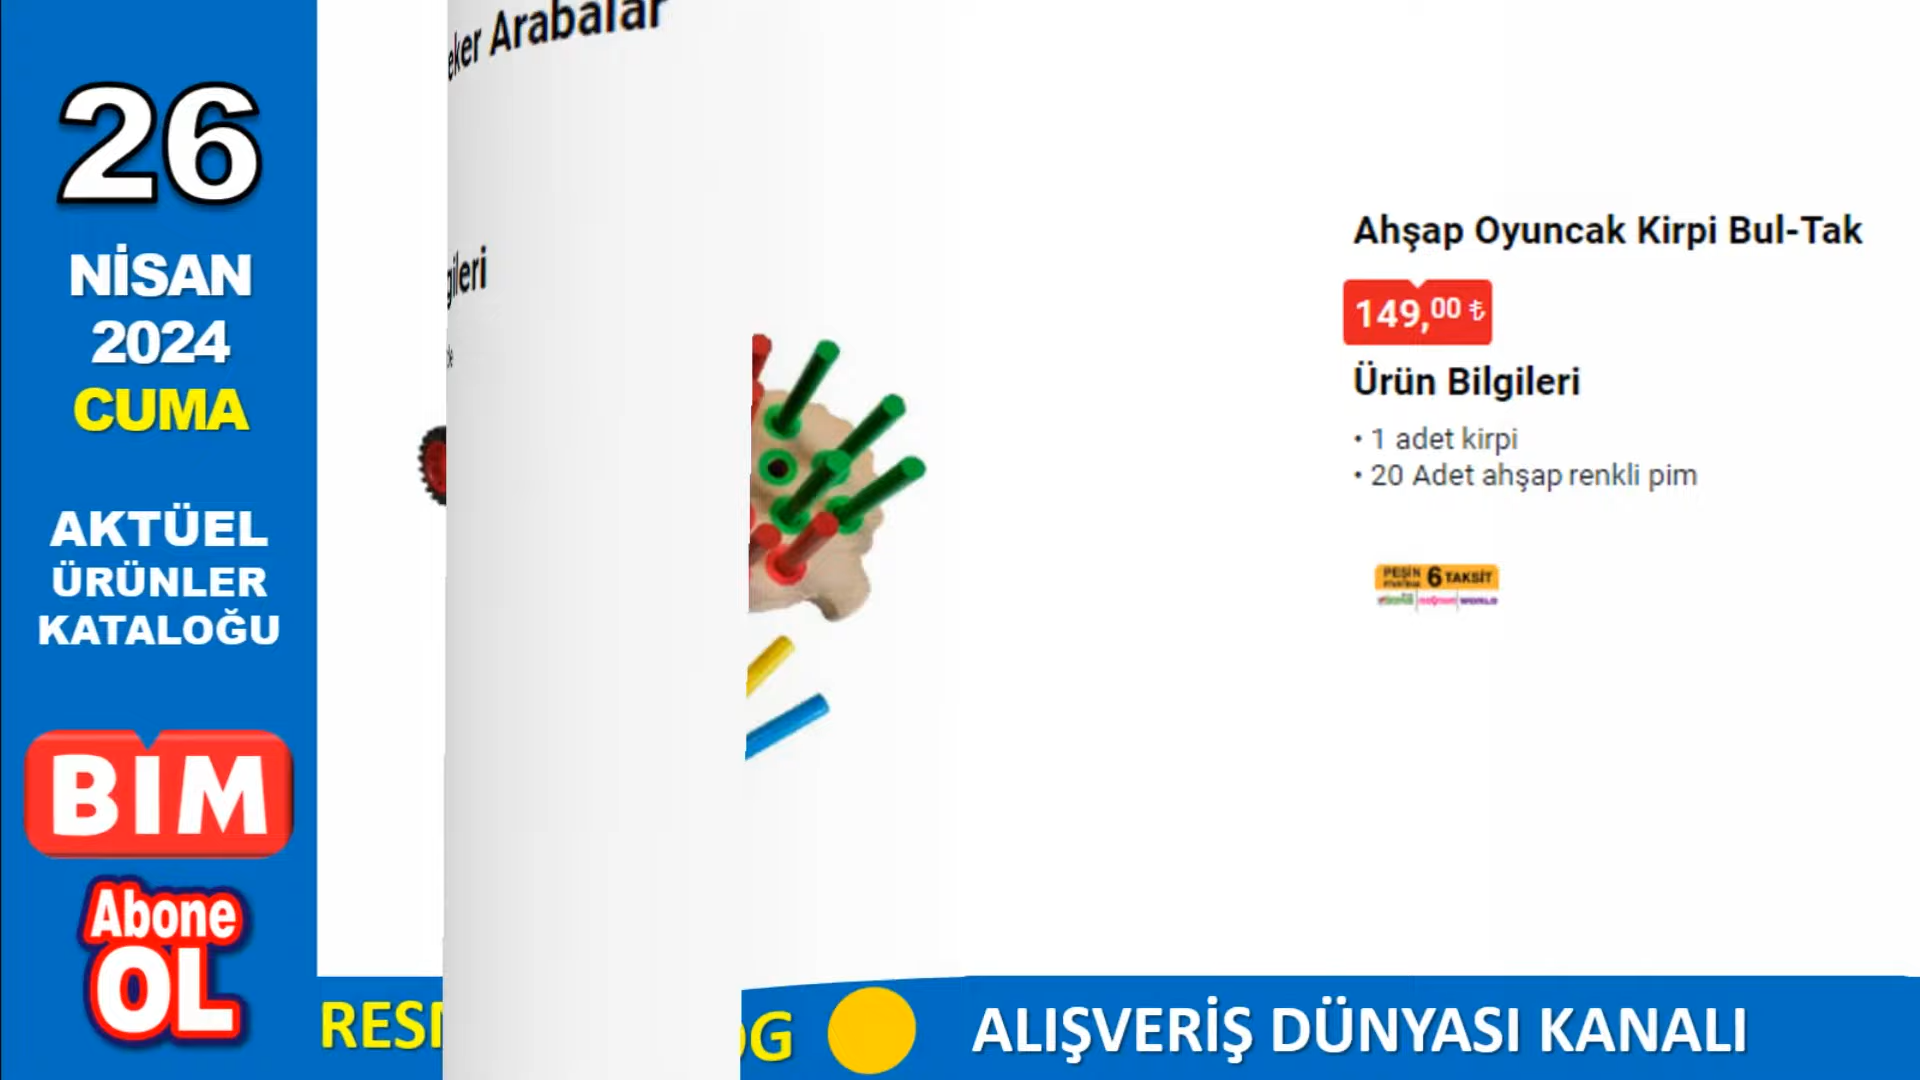 26
NİSAN
2024
CUMA
AKTÜEL
ÜRÜNLER
KATALOĞU
BIM
Abone
OL
Arabalar
Ahşap Oyuncak Kirpi Bul-Tak
149,00 ₺
Ürün Bilgileri
• 1 adet kirpi
• 20 Adet ahşap renkli pim
PEŞİN 6 TAKSİT
ALIŞVERİŞ DÜNYASI KANALI